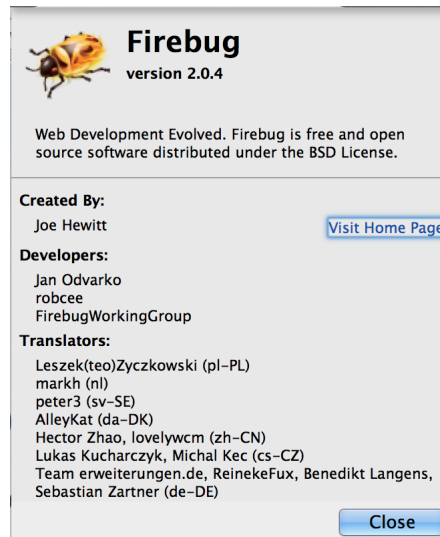 Firebug
version 2.0.4
Web Development Evolved. Firebug is free and open
source software distributed under the BSD License.
Created By:
Joe Hewitt
Visit Home Page
Developers:
Jan Odvarko
robcee
FirebugWorkingGroup
Translators:
Leszek(teo)Zyczkowski (pl-PL)
markh (nl)
peter3 (sv-SE)
AlleyKat (da-DK)
Hector Zhao, lovelywcm (zh-CN)
Lukas Kucharczyk, Michal Kec (cs-CZ)
Team erweiterungen.de, ReinekeFux, Benedikt Langens,
Sebastian Zartner (de-DE)
Close